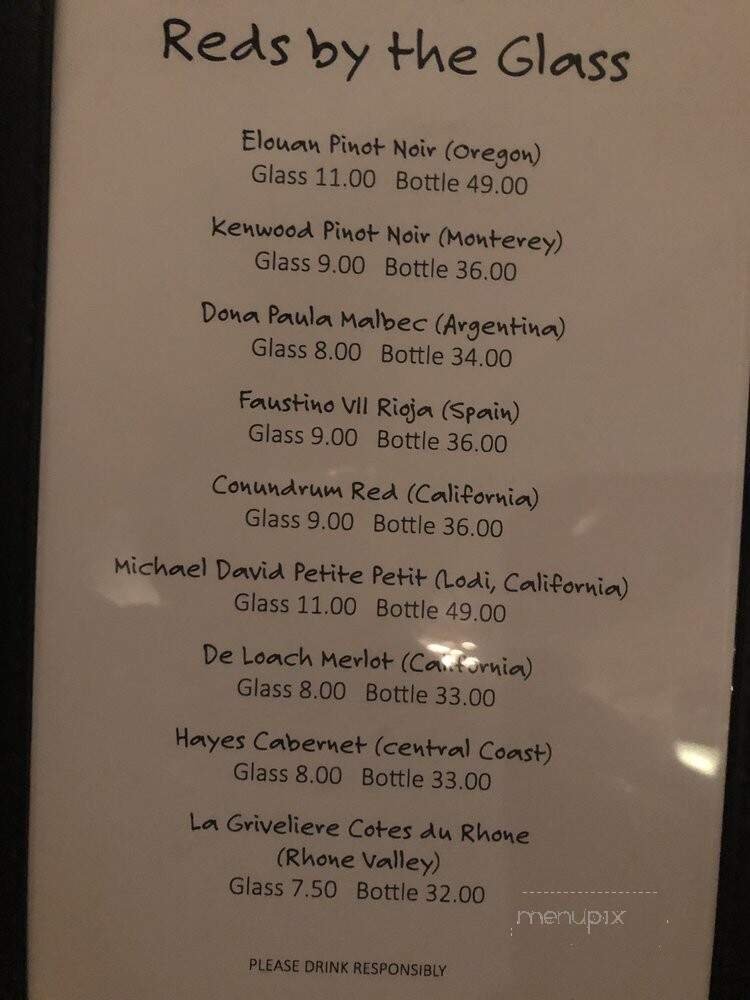 Reds by the Glass
Elouan Pinot Noir (Oregon)
Glass 11.00 Bottle 49.00
Kenwood Pinot Noir (Monterey)
Glass 9.00 Bottle 36.00
Dona Paula Malbec (Argentina)
Glass 8.00 Bottle 34.00
Faustino VII Rioja (Spain)
Glass 9.00 Bottle 36.00
Conundrum Red (California)
Glass 9.00 Bottle 36.00
Michael David Petite Petit (Lodi, California)
Glass 11.00 Bottle 49.00
De Loach Merlot (California)
Glass 8.00 Bottle 33.00
Hayes Cabernet (central Coast)
Glass 8.00 Bottle 33.00
La Griveliere Cotes du Rhone
(Rhone Valley)
Glass 7.50 Bottle 32.00
menupix
PLEASE DRINK RESPONSIBLY